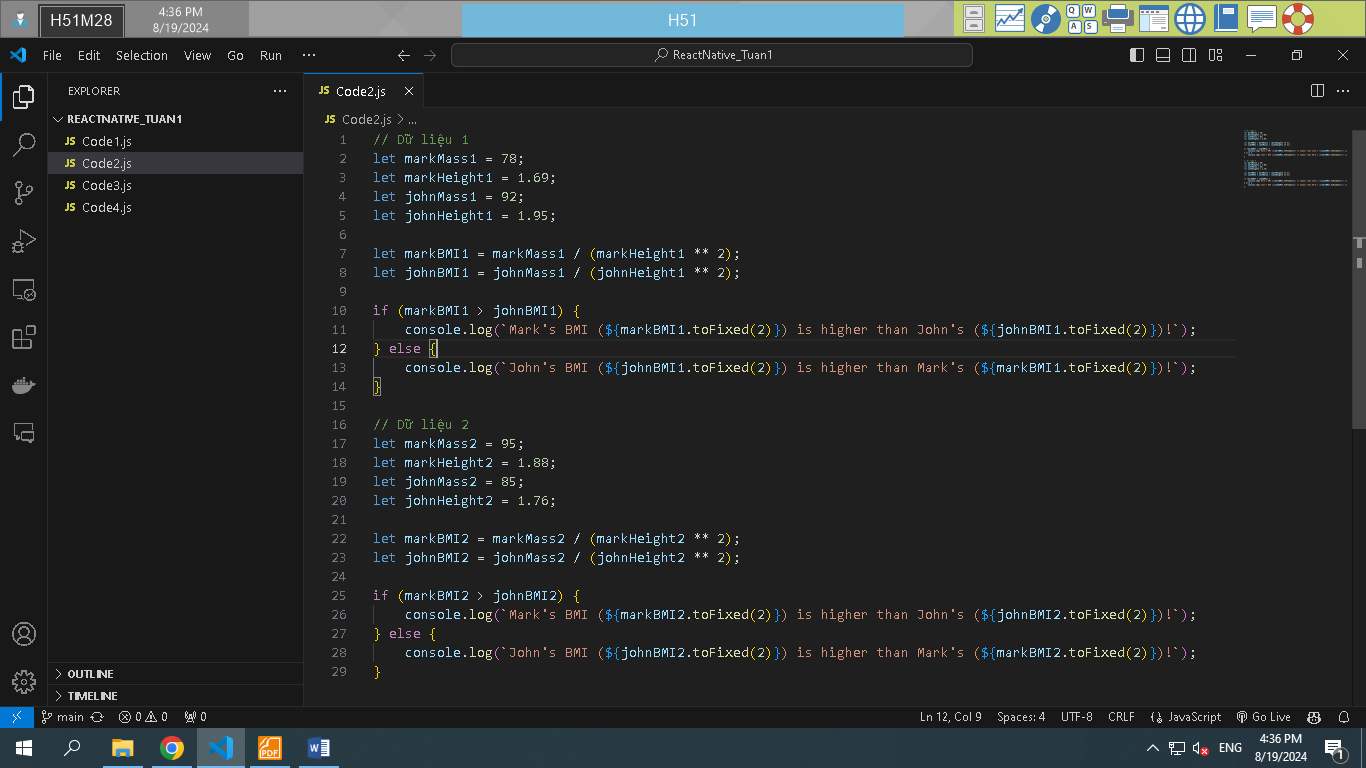 H51M28
4:36 PM
8/19/2024
H51
Q W
A S
File Edit Selection View Go Run ···
ReactNative_Tuan1
EXPLORER
REACTNATIVE_TUAN1
JS Code1.js
JS Code2.js
JS Code3.js
JS Code4.js
OUTLINE
TIMELINE
JS Code2.js
JS Code2.js > ...
1 // Dữ liệu 1
2 let markMass1 = 78;
3 let markHeight1 = 1.69;
4 let johnMass1 = 92;
5 let johnHeight1 = 1.95;
6
7 let markBMI1 = markMass1 / (markHeight1 ** 2);
8 let johnBMI1 = johnMass1 / (johnHeight1 ** 2);
9
10 if (markBMI1 > johnBMI1) {
11     console.log(`Mark's BMI (${markBMI1.toFixed(2)}) is higher than John's (${johnBMI1.toFixed(2)})!`);
12 } else {
13     console.log(`John's BMI (${johnBMI1.toFixed(2)}) is higher than Mark's (${markBMI1.toFixed(2)})!`);
14 }
15
16 // Dữ liệu 2
17 let markMass2 = 95;
18 let markHeight2 = 1.88;
19 let johnMass2 = 85;
20 let johnHeight2 = 1.76;
21
22 let markBMI2 = markMass2 / (markHeight2 ** 2);
23 let johnBMI2 = johnMass2 / (johnHeight2 ** 2);
24
25 if (markBMI2 > johnBMI2) {
26     console.log(`Mark's BMI (${markBMI2.toFixed(2)}) is higher than John's (${johnBMI2.toFixed(2)})!`);
27 } else {
28     console.log(`John's BMI (${johnBMI2.toFixed(2)}) is higher than Mark's (${markBMI2.toFixed(2)})!`);
29 }
main 0 0 0 Ln 12, Col 9 Spaces: 4 UTF-8 CRLF JavaScript Go Live
PDF W ENG
4:36 PM
8/19/2024
1